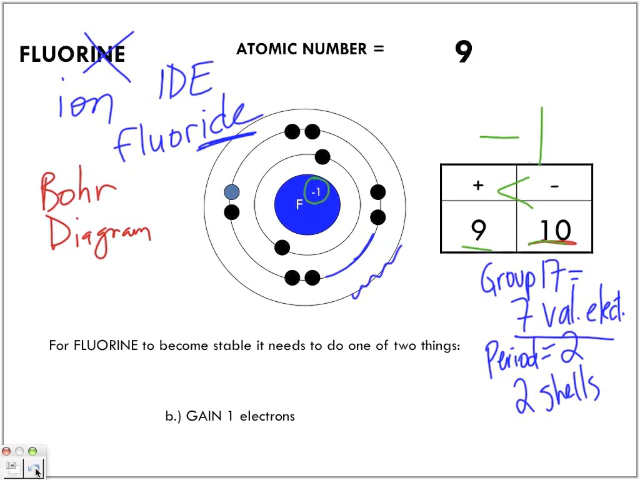 FLUORINE
ATOMIC NUMBER = 9
ion IDE
fluoride
Bohr
Diagram
F -1
-1
+ < -
9 10
Group 17 =
7 val. elect.
Period = 2
2 shells
For FLUORINE to become stable it needs to do one of two things:
b.) GAIN 1 electrons